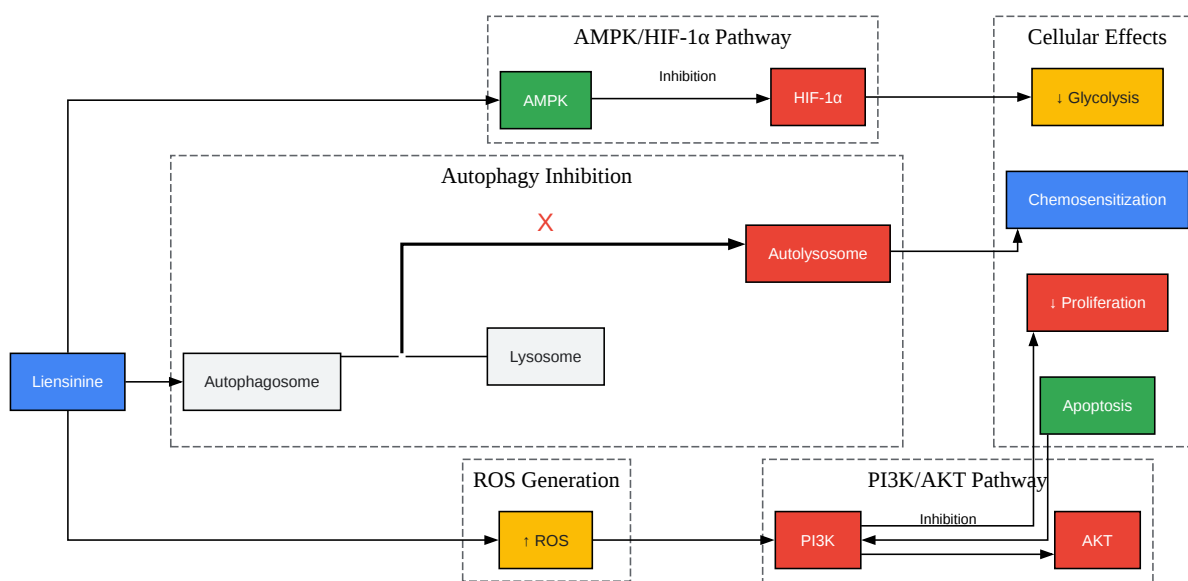 AMPK/HIF-1α Pathway
Cellular Effects
AMPK
Inhibition
HIF-1α
↓ Glycolysis
Autophagy Inhibition
Chemosensitization
X
Autolysosome
↓ Proliferation
Lysosome
Liensinine
Autophagosome
Apoptosis
ROS Generation
PI3K/AKT Pathway
↑ ROS
PI3K
Inhibition
AKT